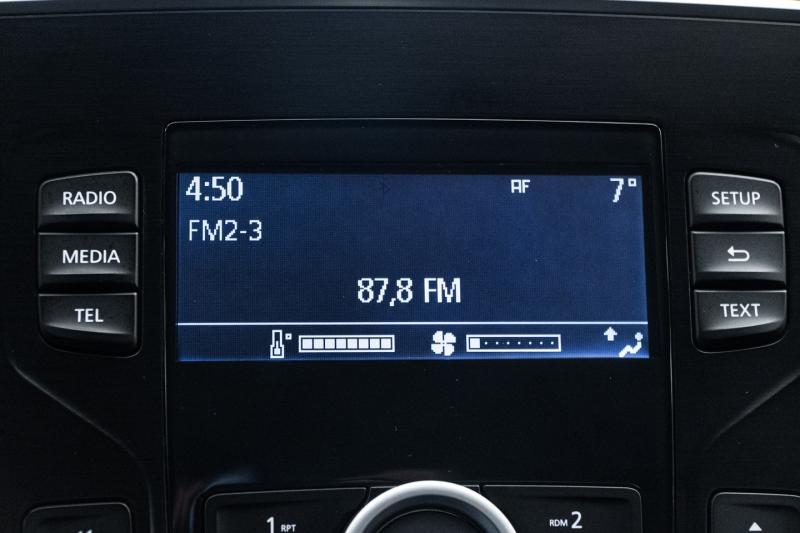 4:50 AF 7°
FM2-3
87,8 FM
RADIO
MEDIA
TEL
SETUP
TEXT
1 RPT
RDM 2